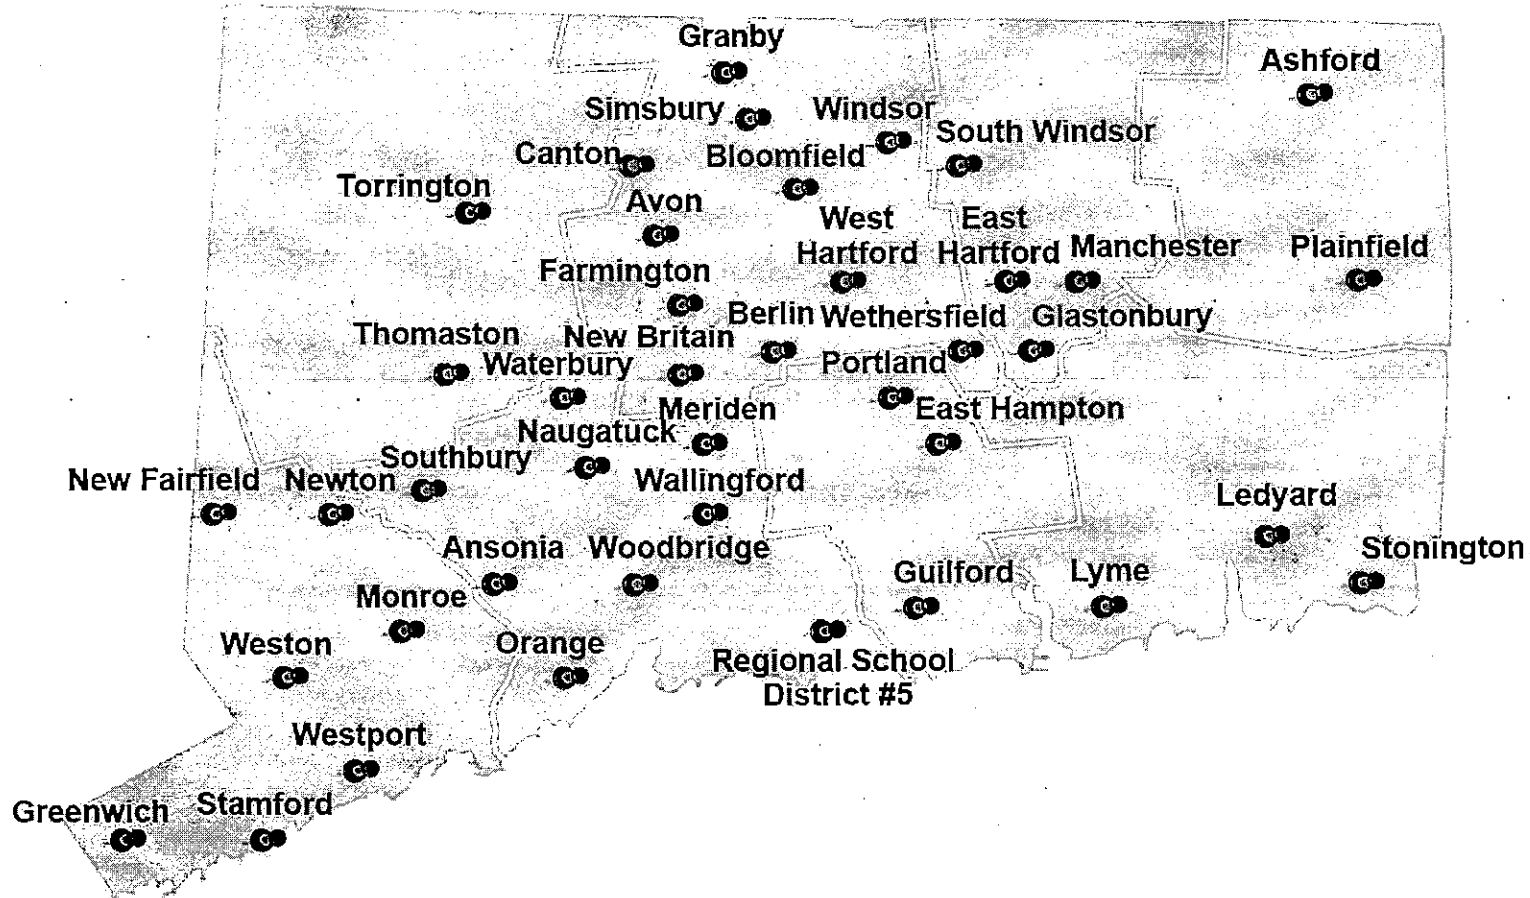 Granby
Ashford
Simsbury
Windsor
South Windsor
Canton
Bloomfield
Torrington
Avon
West
Hartford
East
Hartford
Manchester
Plainfield
Farmington
Berlin
Wethersfield
Glastonbury
Thomaston
New Britain
Waterbury
Portland
Meriden
East Hampton
Naugatuck
Southbury
New Fairfield
Newton
Wallingford
Ledyard
Ansonia
Woodbridge
Stonington
Guilford
Lyme
Monroe
Weston
Orange
Regional School
District #5
Westport
Greenwich
Stamford